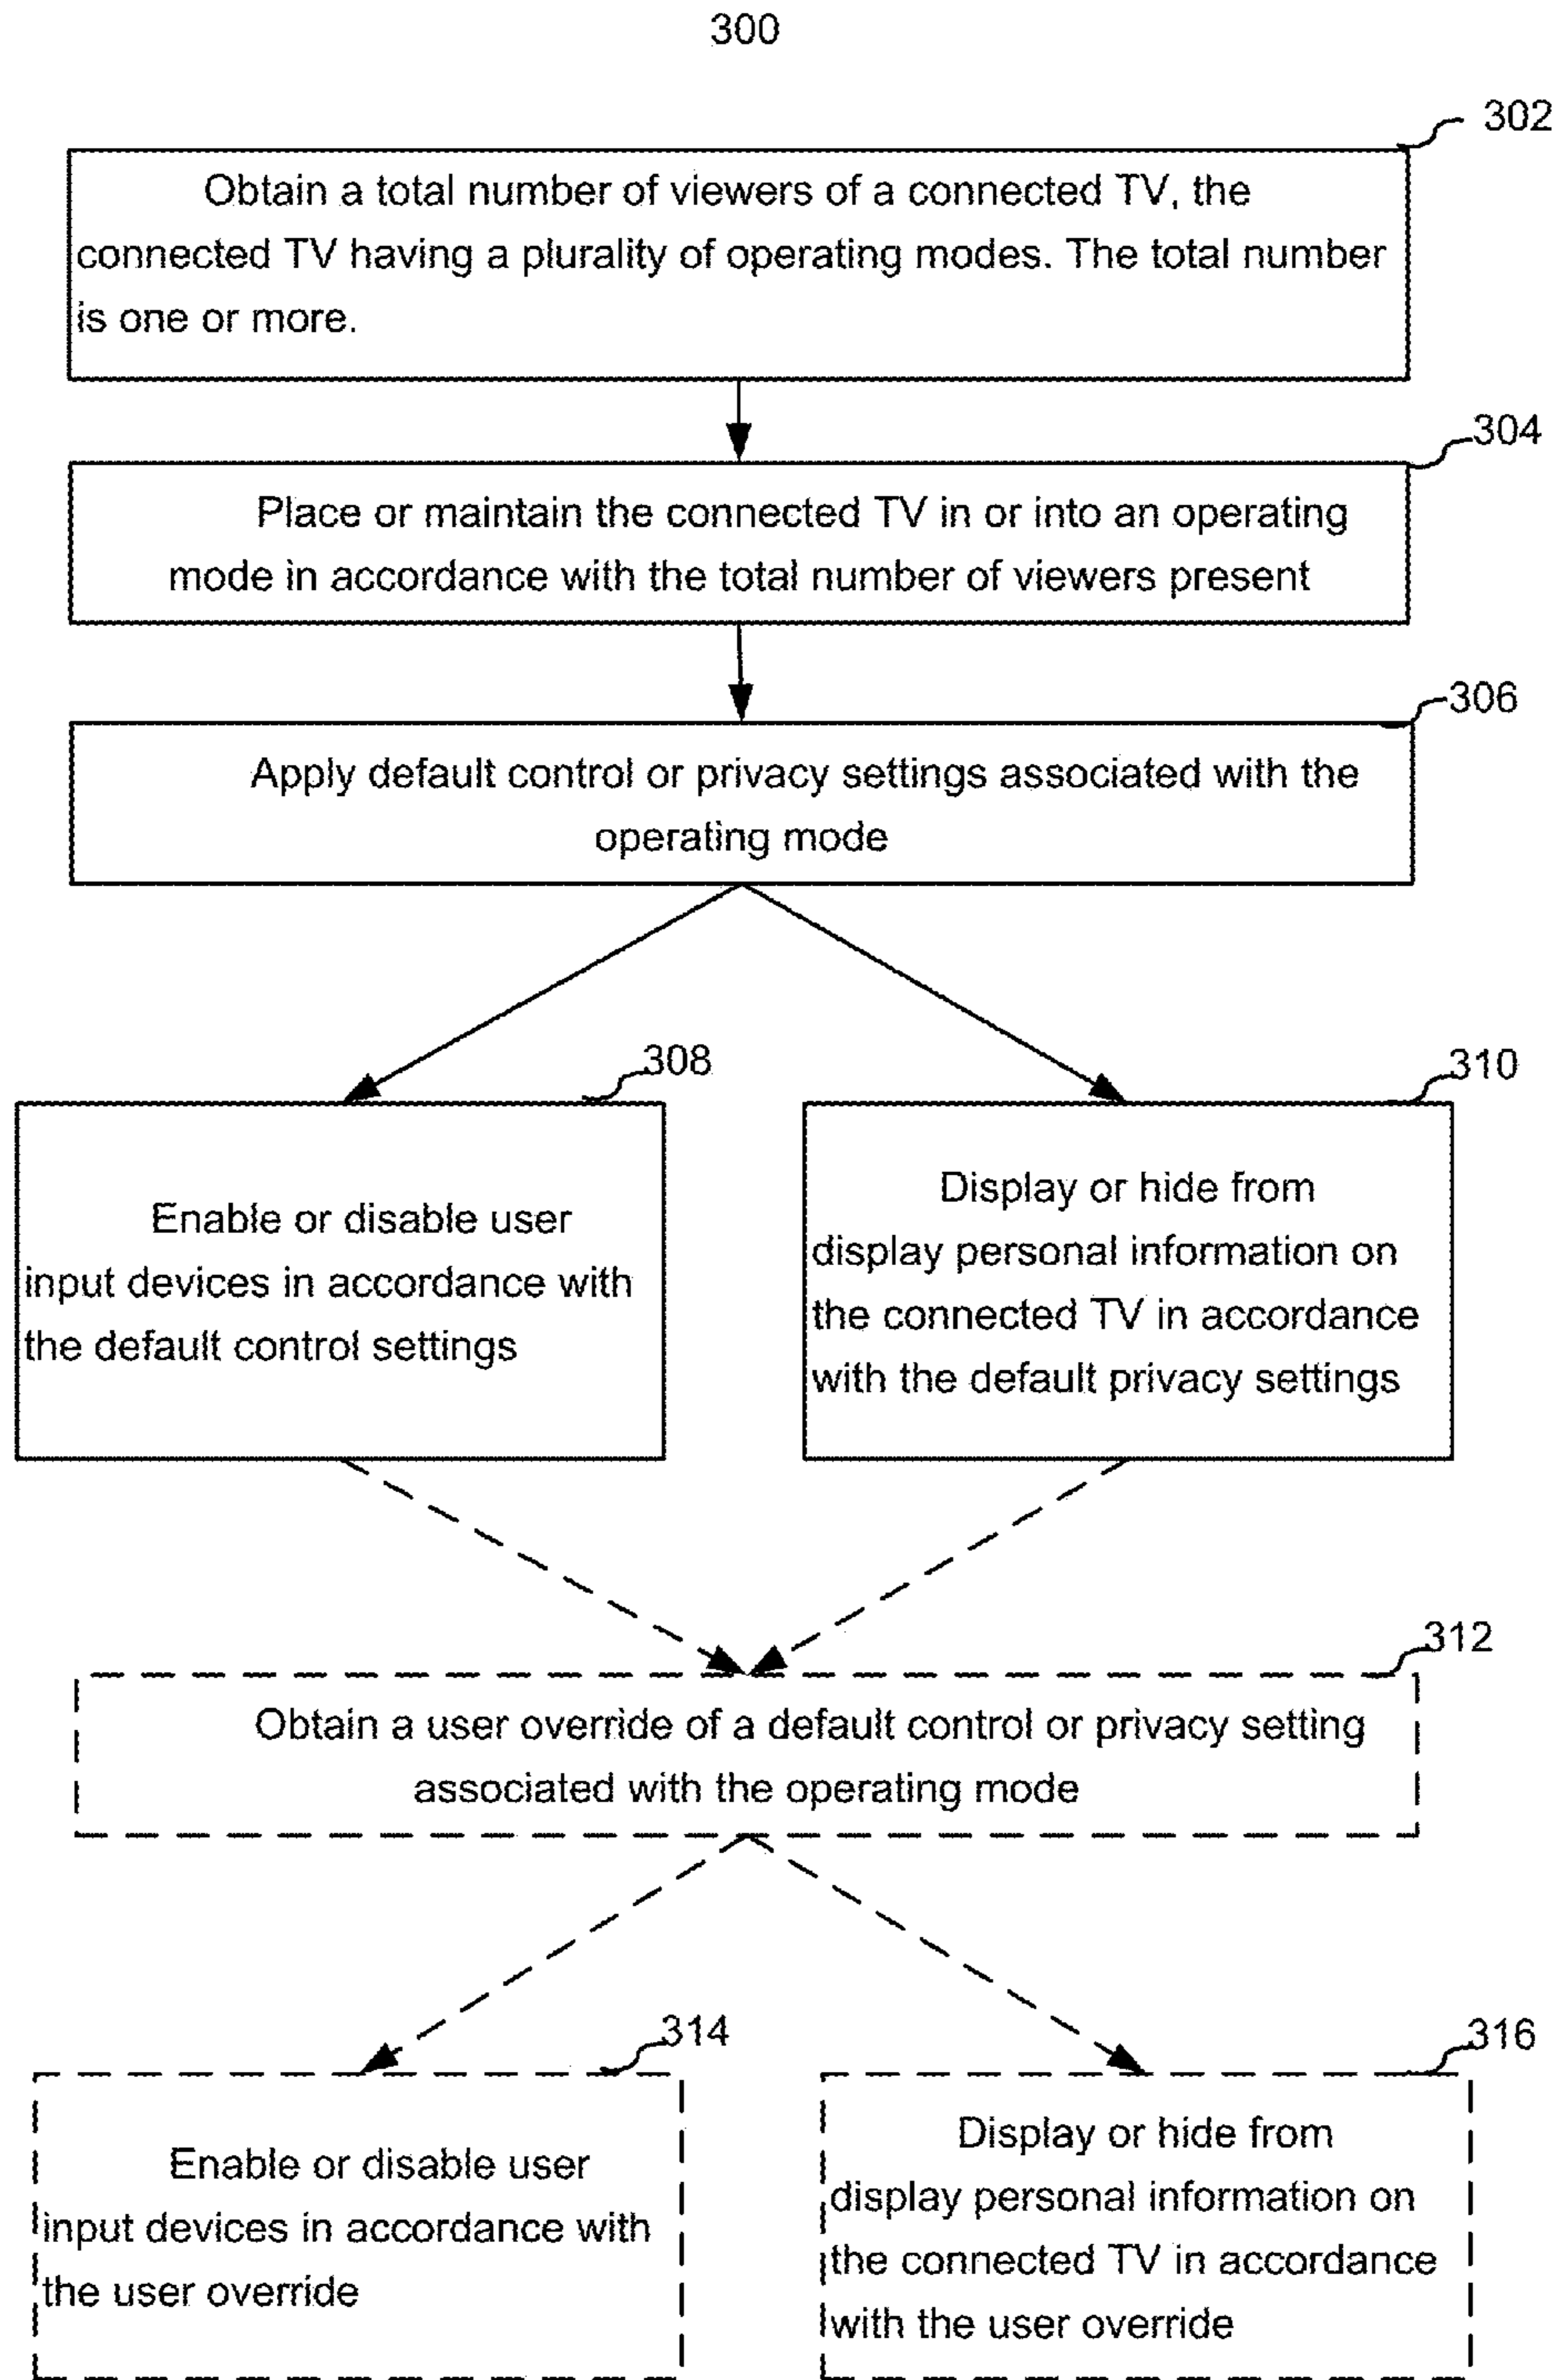 300
302
Obtain a total number of viewers of a connected TV, the
connected TV having a plurality of operating modes. The total number
is one or more.
304
Place or maintain the connected TV in or into an operating
mode in accordance with the total number of viewers present
306
Apply default control or privacy settings associated with the
operating mode
308
Enable or disable user
input devices in accordance with
the default control settings
310
Display or hide from
display personal information on
the connected TV in accordance
with the default privacy settings
312
Obtain a user override of a default control or privacy setting
associated with the operating mode
314
Enable or disable user
input devices in accordance with
the user override
316
Display or hide from
display personal information on
the connected TV in accordance
with the user override